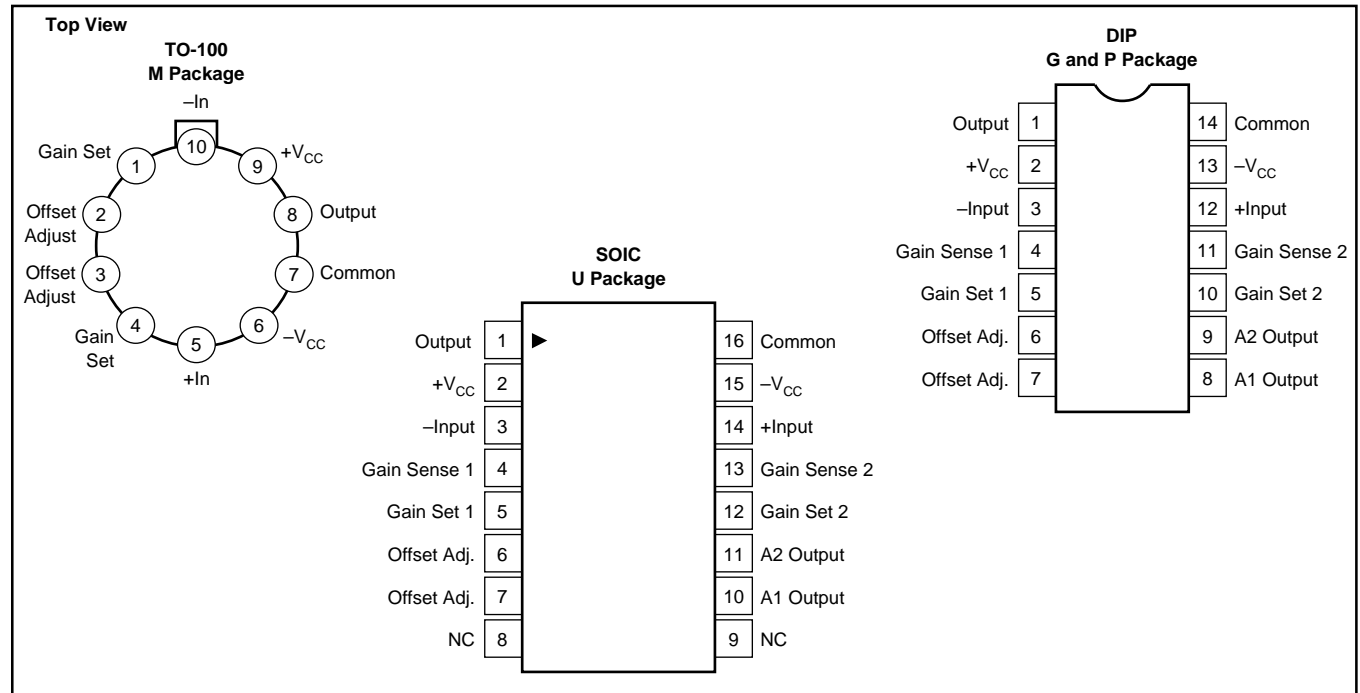 Top View
TO-100
M Package
–In
10
Gain Set
1
9
+VCC
Offset
Adjust
2
8
Output
Offset
Adjust
3
7
Common
Gain
Set
4
5
6
–VCC
+In
SOIC
U Package
Output 1 16 Common
+VCC 2 15 –VCC
–Input 3 14 +Input
Gain Sense 1 4 13 Gain Sense 2
Gain Set 1 5 12 Gain Set 2
Offset Adj. 6 11 A2 Output
Offset Adj. 7 10 A1 Output
NC 8 9 NC
DIP
G and P Package
Output 1 14 Common
+VCC 2 13 –VCC
–Input 3 12 +Input
Gain Sense 1 4 11 Gain Sense 2
Gain Set 1 5 10 Gain Set 2
Offset Adj. 6 9 A2 Output
Offset Adj. 7 8 A1 Output